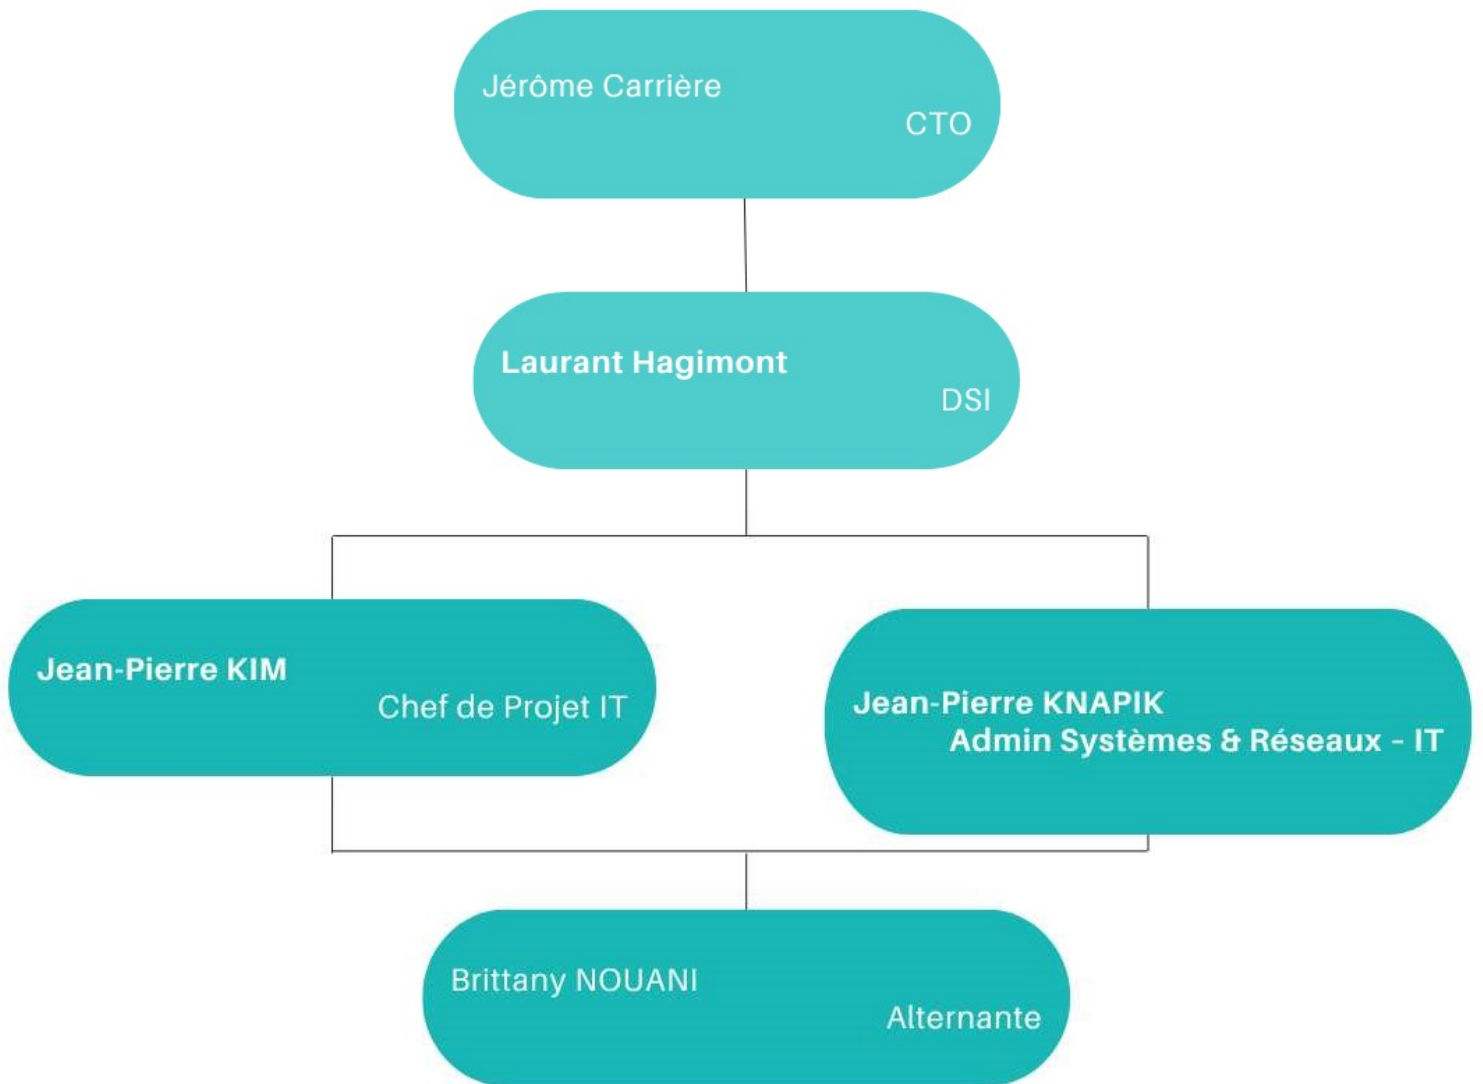 Jérôme Carrière
CTO
Laurant Hagimont
DSI
Jean-Pierre KIM
Chef de Projet IT
Jean-Pierre KNAPIK
Admin Systèmes & Réseaux – IT
Brittany NOUANI
Alternante